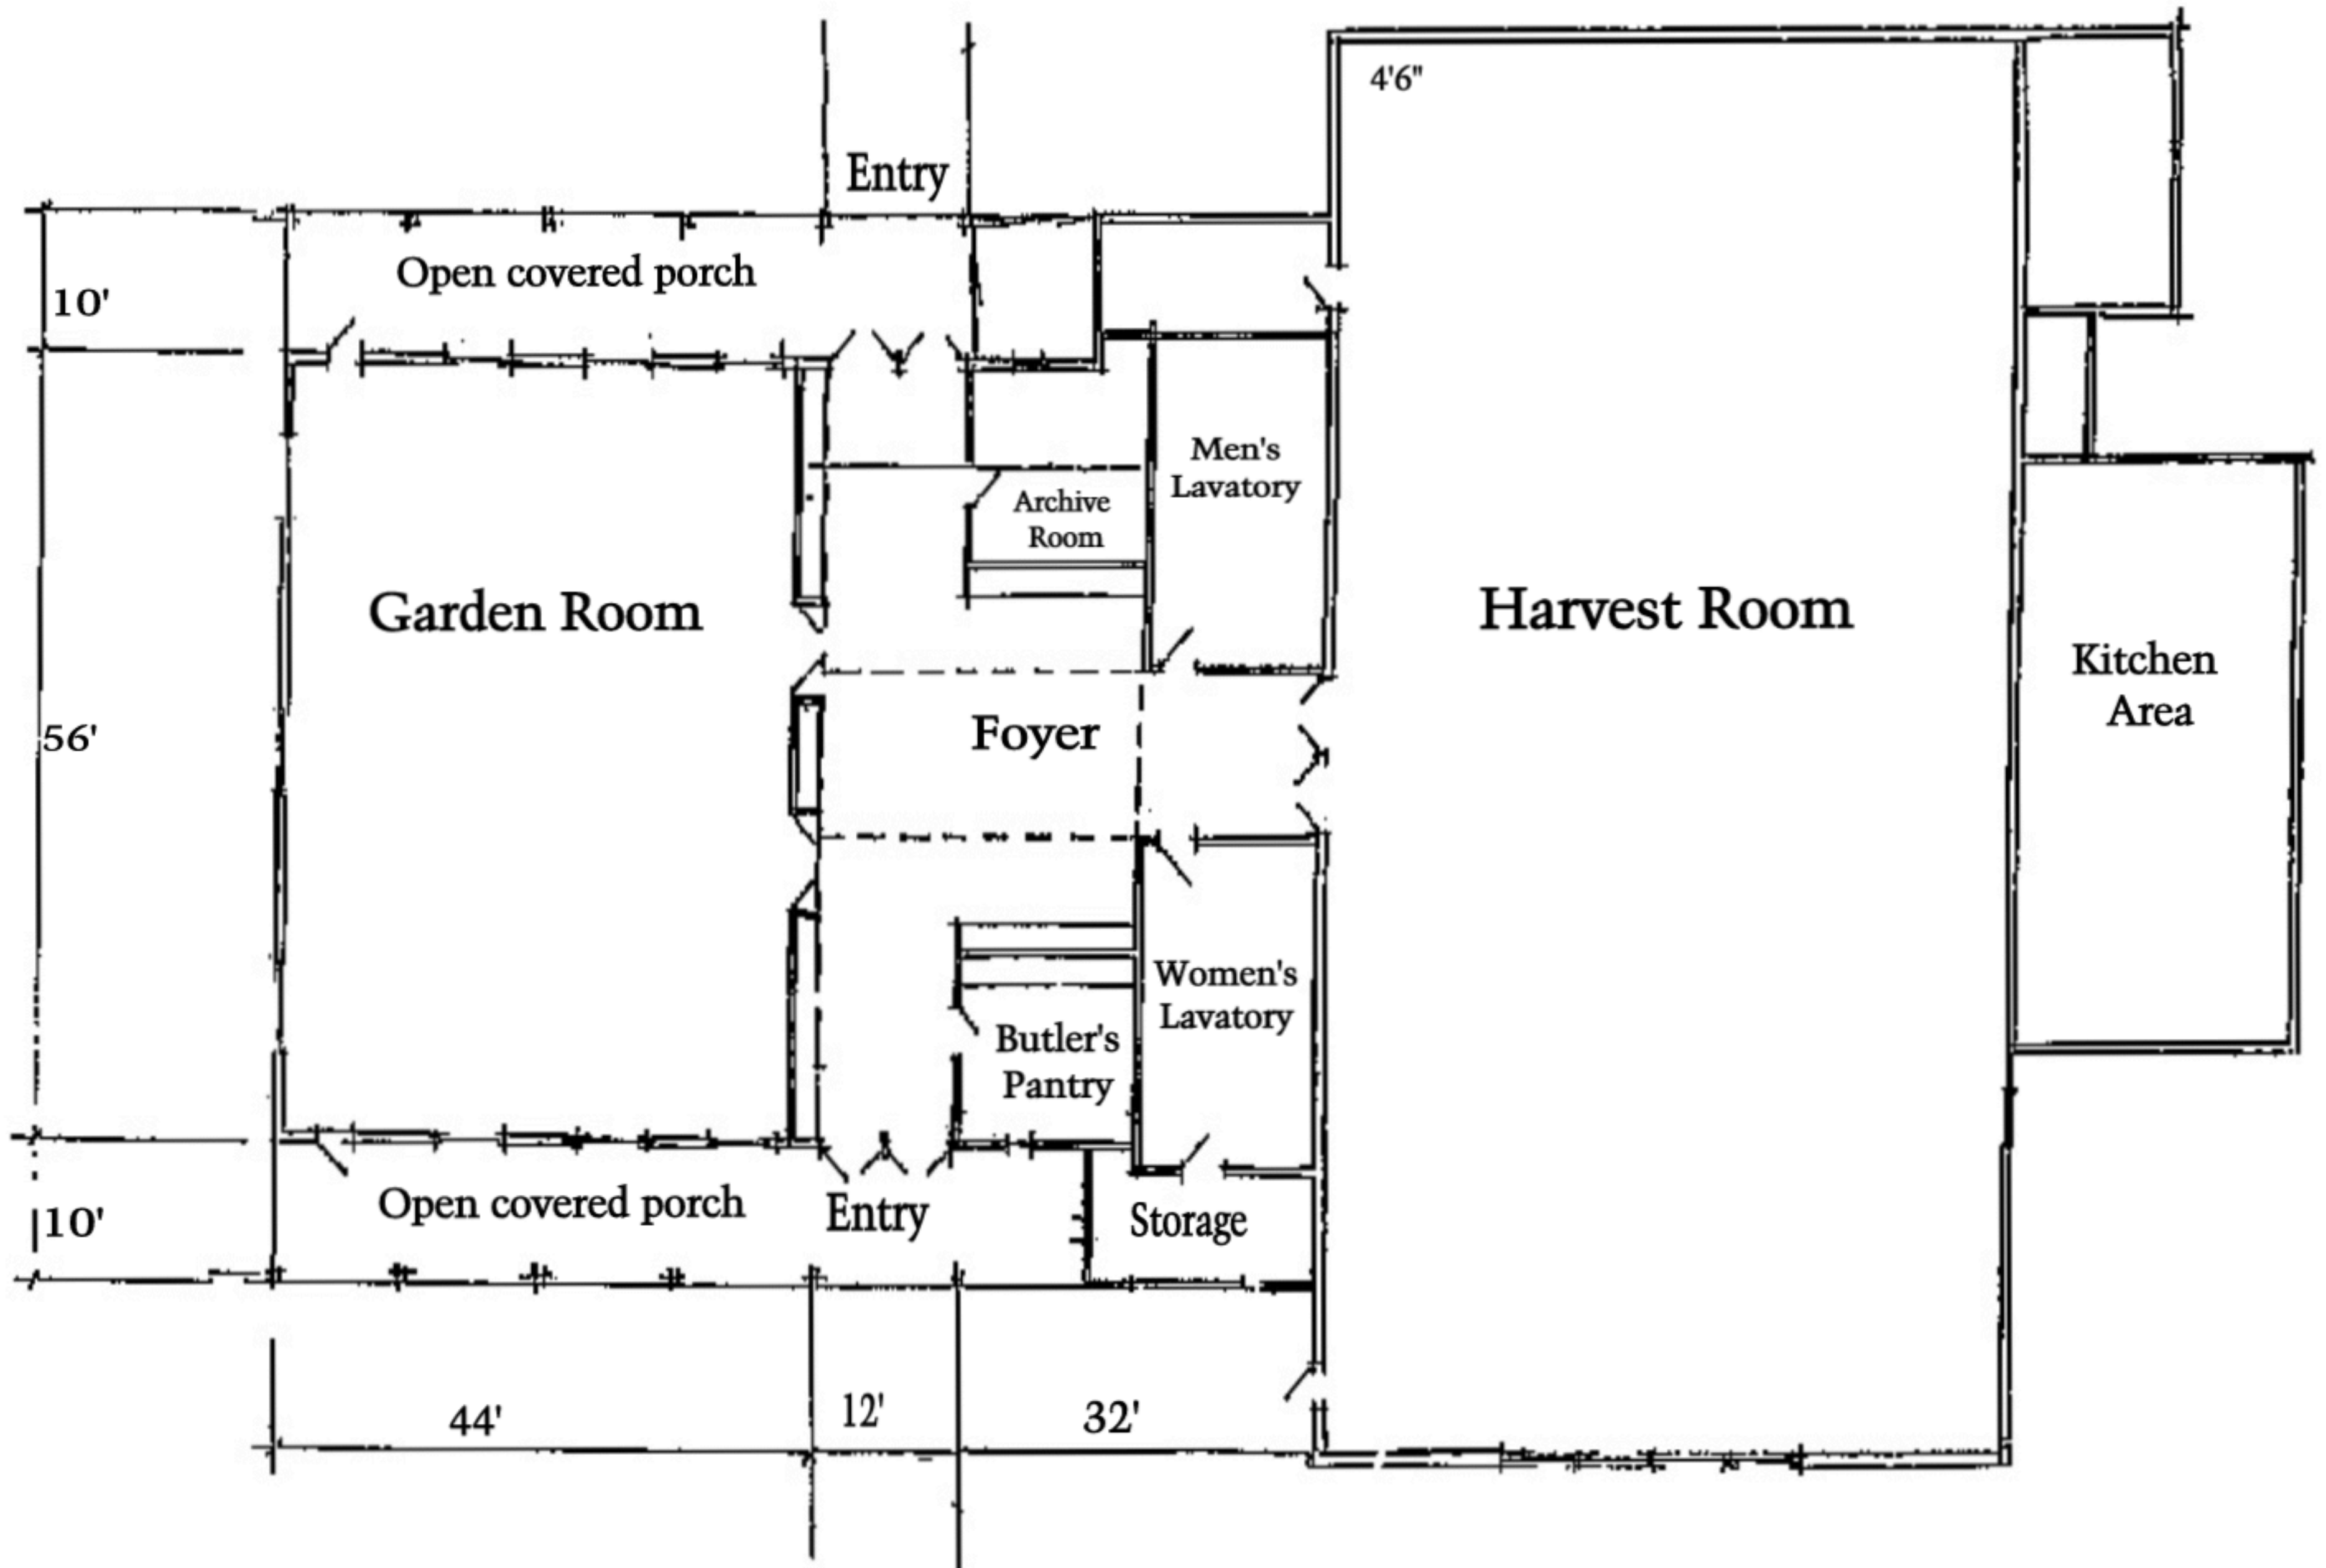 4'6"
Entry
Open covered porch
10'
Men's
Lavatory
Archive
Room
Garden Room
Harvest Room
Kitchen
Area
Foyer
56'
Women's
Lavatory
Butler's
Pantry
Open covered porch
Entry
Storage
10'
44'
12'
32'